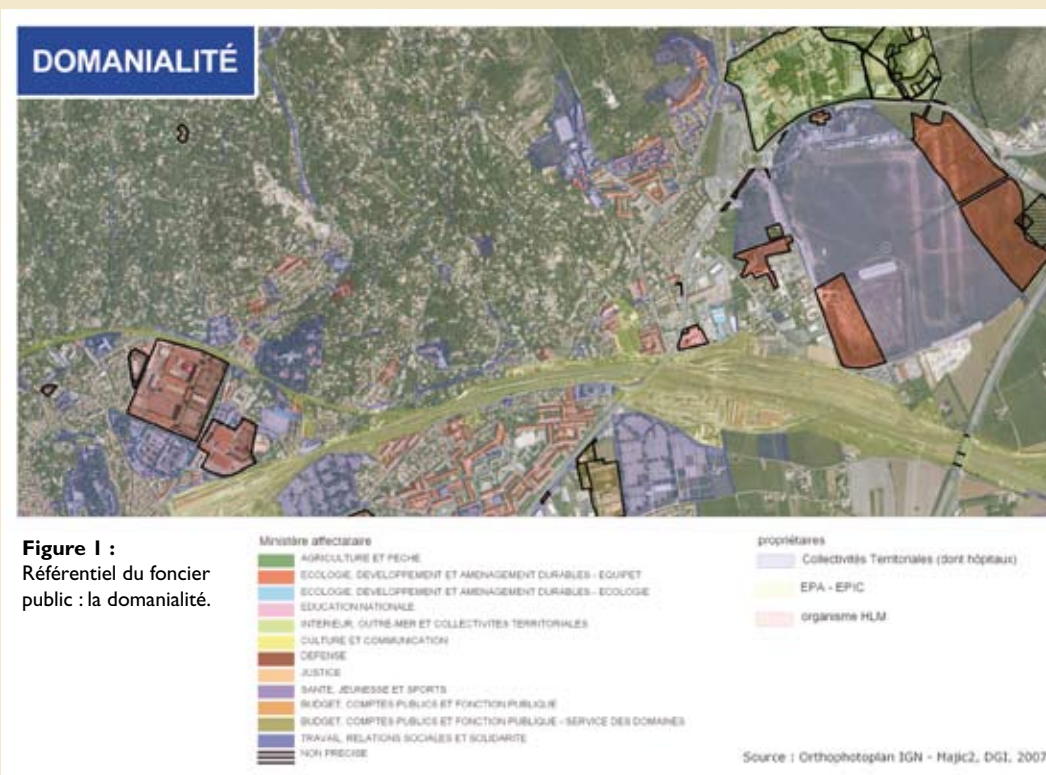 DOMANIALITÉ
Figure 1 :
Référentiel du foncier
public : la domanialité.
Ministère affectataire
AGRICULTURE ET PECHE
ECOLOGIE, DEVELOPPEMENT ET AMENAGEMENT DURABLES - EQUIPET
ECOLOGIE, DEVELOPPEMENT ET AMENAGEMENT DURABLES - ECOLOGIE
EDUCATION NATIONALE
INTERIEUR, OUTRE-MER ET COLLECTIVITES TERRITORIALES
CULTURE ET COMMUNICATION
DEFENSE
JUSTICE
SANTE, JEUNESSE ET SPORTS
BUDGET, COMPTES PUBLICS ET FONCTION PUBLIQUE
BUDGET, COMPTES PUBLICS ET FONCTION PUBLIQUE - SERVICE DES DOMAINES
TRAVAIL, RELATIONS SOCIALES ET SOLIDARITE
NON PRECISE
propriétaires
Collectivités Territoriales (dont hôpitaux)
EPA - EPIC
organisme HLM
Source : Orthophotoplan IGN - Majic2, DGI, 2007